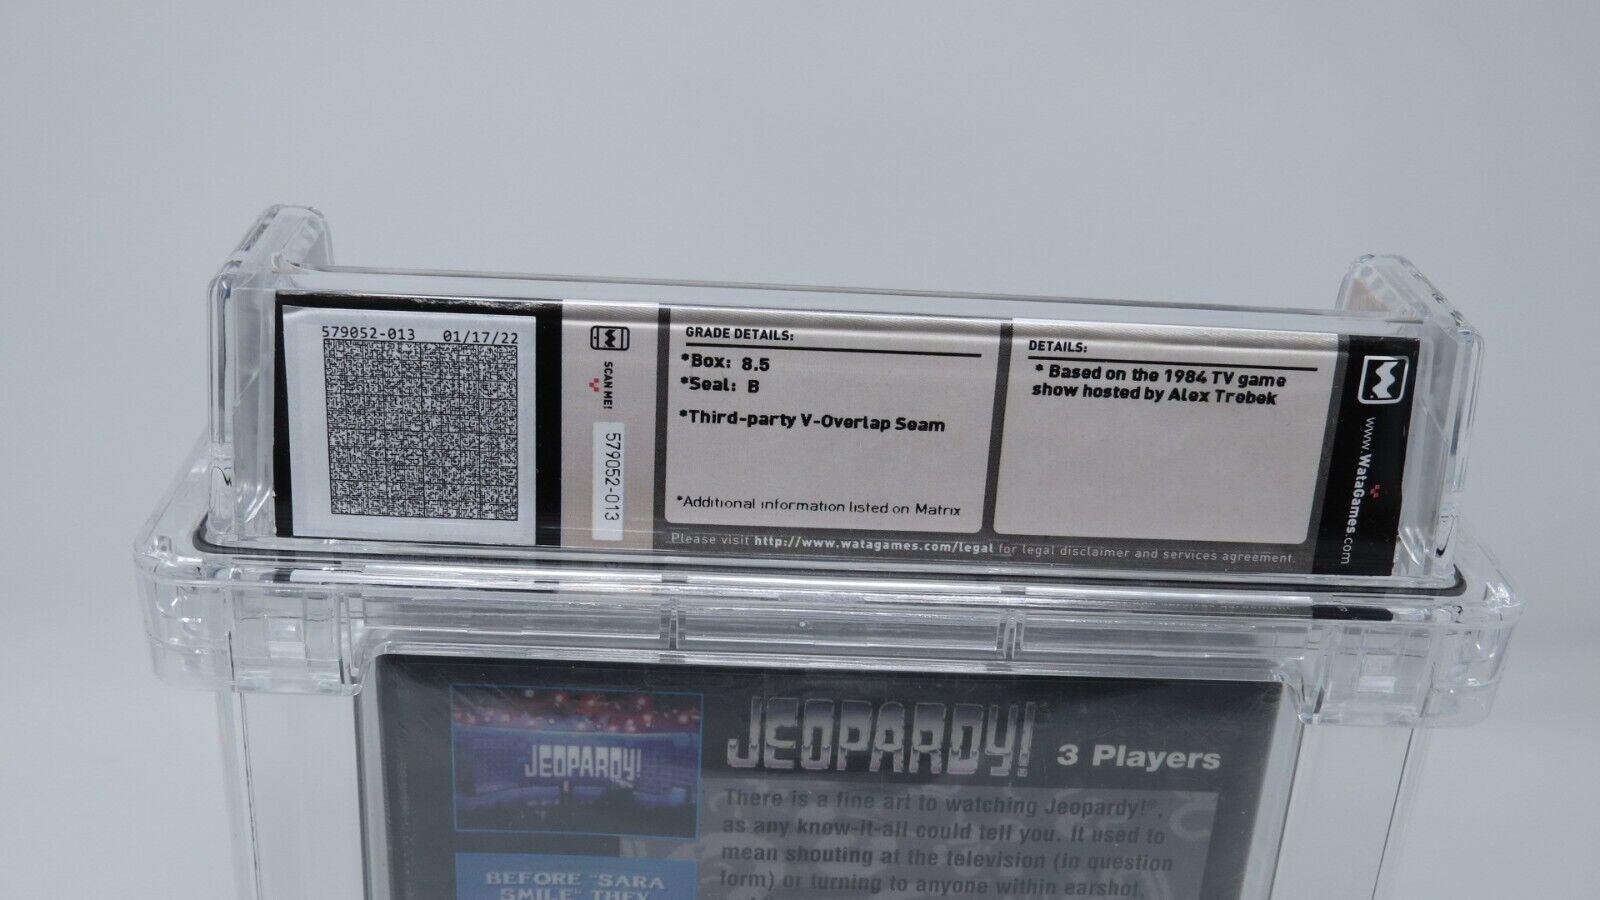 579052-013 01/17/22
SCAN ME!
579052-013
GRADE DETAILS:
*Box: 8.5
*Seal: B
*Third-party V-Overlap Seam
*Additional information listed on Matrix
DETAILS:
* Based on the 1984 TV game
show hosted by Alex Trebek
www.WataGames.com
Please visit http://www.watagames.com/legal for legal disclaimer and services agreement.
JEOPARDY!
BEFORE "SARA
SMILE" THEY
JEOPARDY! 3 Players
There is a fine art to watching Jeopardy!®,
as any know-it-all could tell you. It used to
mean shouting at the television (in question
form) or turning to anyone within earshot,